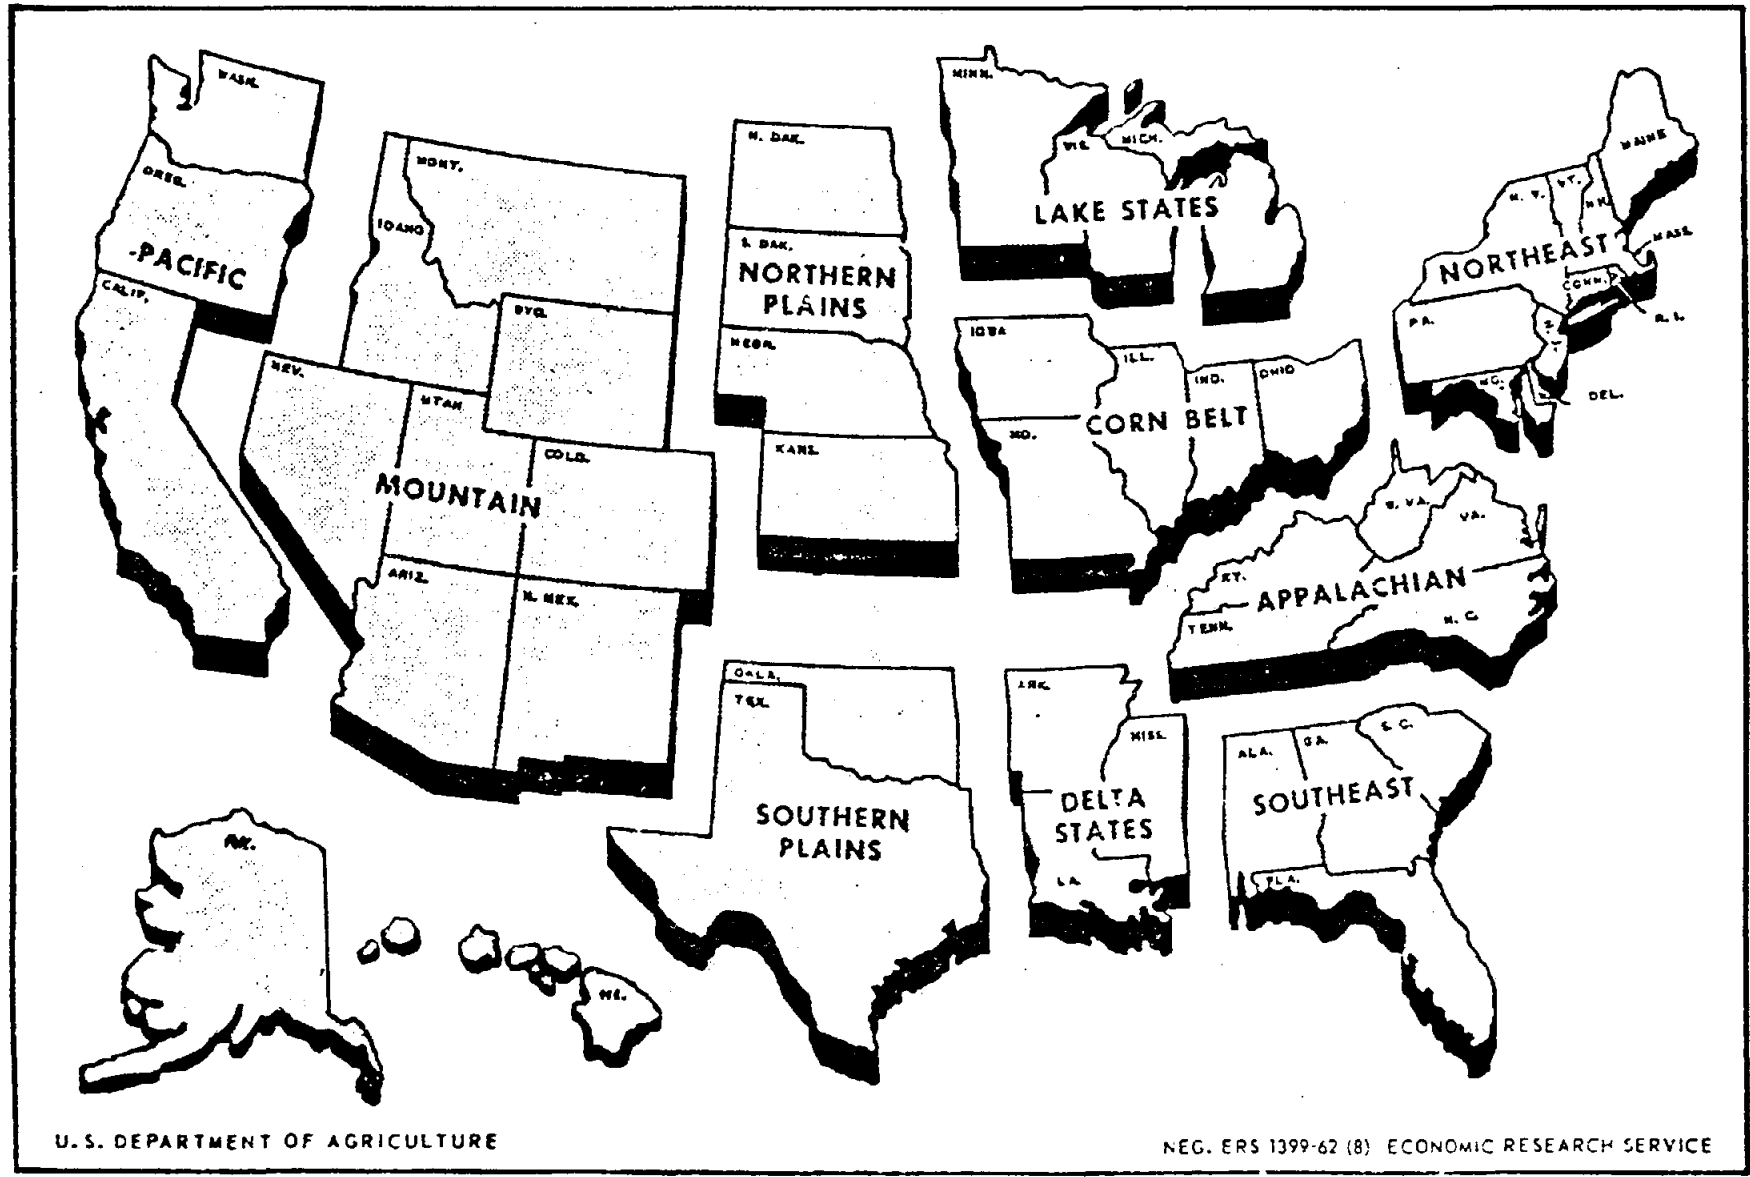 WASH.
OREG.
-PACIFIC
CALIF.
MONT.
IDAHO
WYO.
NEV.
UTAH
COLO.
MOUNTAIN
ARIZ.
N. MEX.
N. DAK.
S. DAK.
NORTHERN
PLAINS
NEBR.
KANS.
MINN.
WIS.
MICH.
LAKE STATES
IOWA
ILL.
IND.
OHIO
CORN BELT
MO.
MAINE
N. Y.
VT.
N.H.
MASS.
NORTHEAST
CONN.
R. I.
PA.
N.
J.
MD.
DEL.
W. VA.
VA.
KY.
APPALACHIAN
TENN.
N. C.
OKLA.
TEX.
SOUTHERN
PLAINS
ARK.
MISS.
DELTA
STATES
LA.
ALA.
GA.
S. C.
SOUTHEAST
FLA.
AK.
HI.
U. S. DEPARTMENT OF AGRICULTURE
NEG. ERS 1399-62 (8) ECONOMIC RESEARCH SERVICE